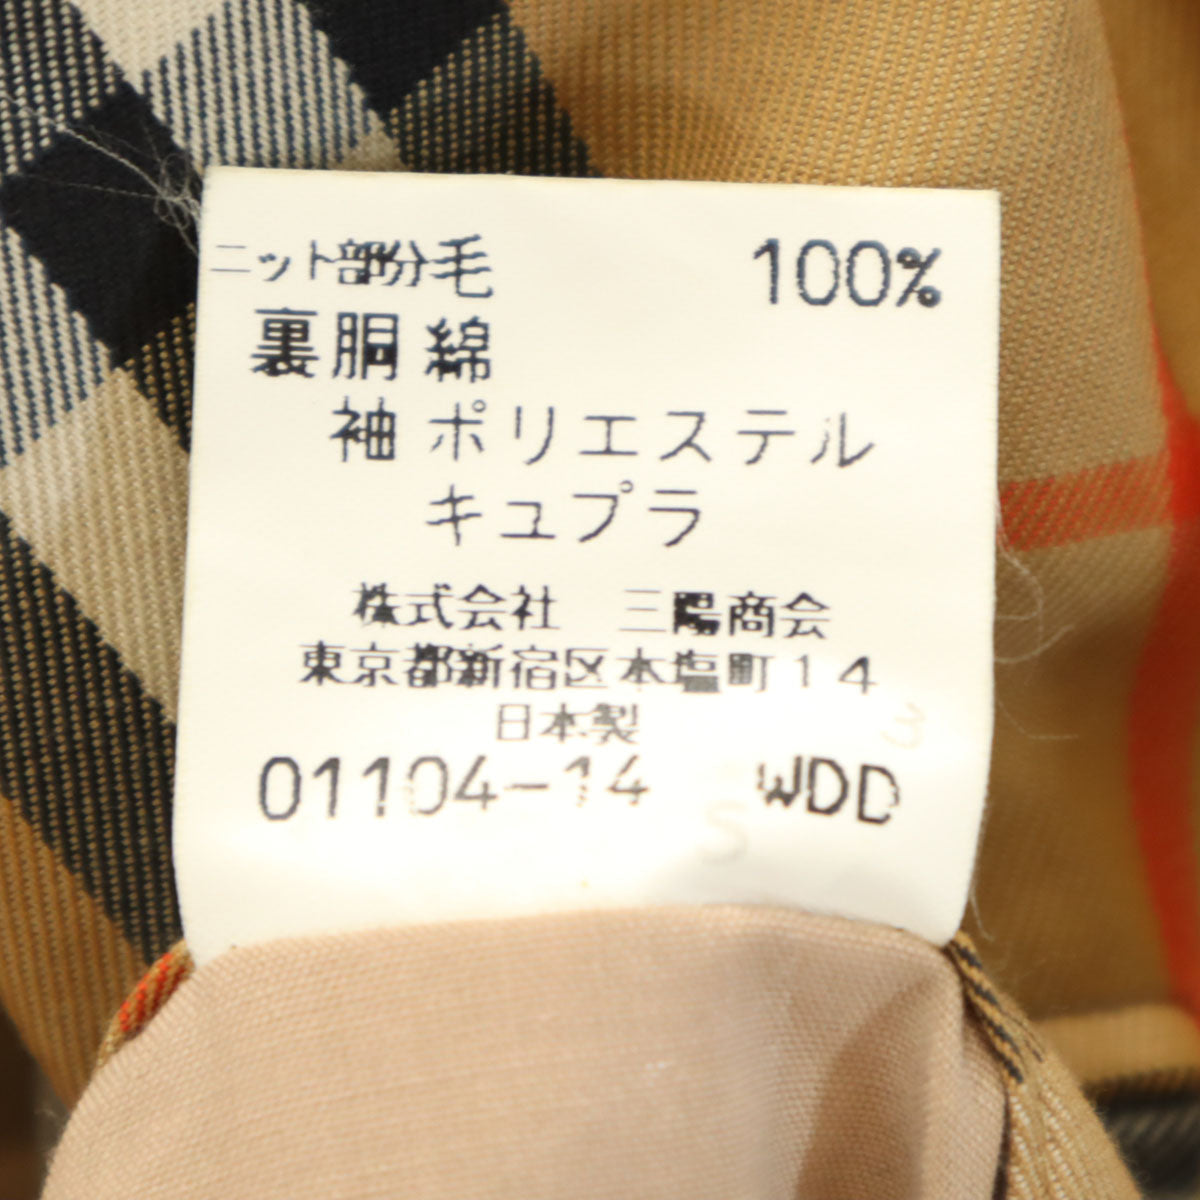 ニット部分毛 100%
裏胴 綿
袖 ポリエステル
キュプラ
株式会社 三陽商会
東京都新宿区本塩町14
日本製
01104-14 WDD